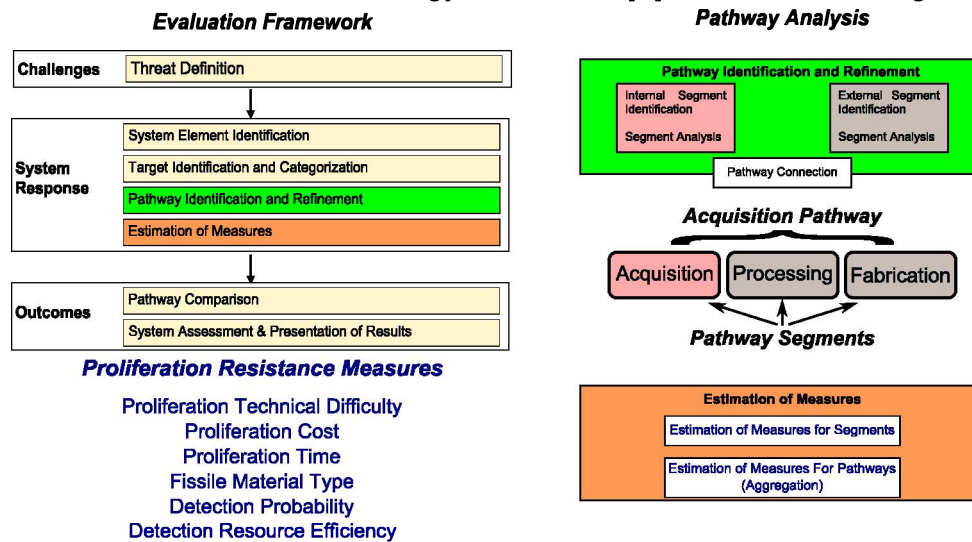 Evaluation Framework
Challenges
Threat Definition
System
Response
System Element Identification
Target Identification and Categorization
Pathway Identification and Refinement
Estimation of Measures
Outcomes
Pathway Comparison
System Assessment & Presentation of Results
Proliferation Resistance Measures
Proliferation Technical Difficulty
Proliferation Cost
Proliferation Time
Fissile Material Type
Detection Probability
Detection Resource Efficiency
Pathway Analysis
Pathway Identification and Refinement
Internal Segment
Identification
Segment Analysis
External Segment
Identification
Segment Analysis
Pathway Connection
Acquisition Pathway
Acquisition
Processing
Fabrication
Pathway Segments
Estimation of Measures
Estimation of Measures for Segments
Estimation of Measures For Pathways
(Aggregation)